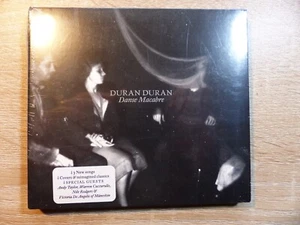 DURAN DURAN
Danse Macabre
3 New songs
Covers & reimagined classics
SPECIAL GUESTS
Andy Taylor, Warren Cuccurullo,
Nile Rodgers &
Victoria De Angelis of Måneskin